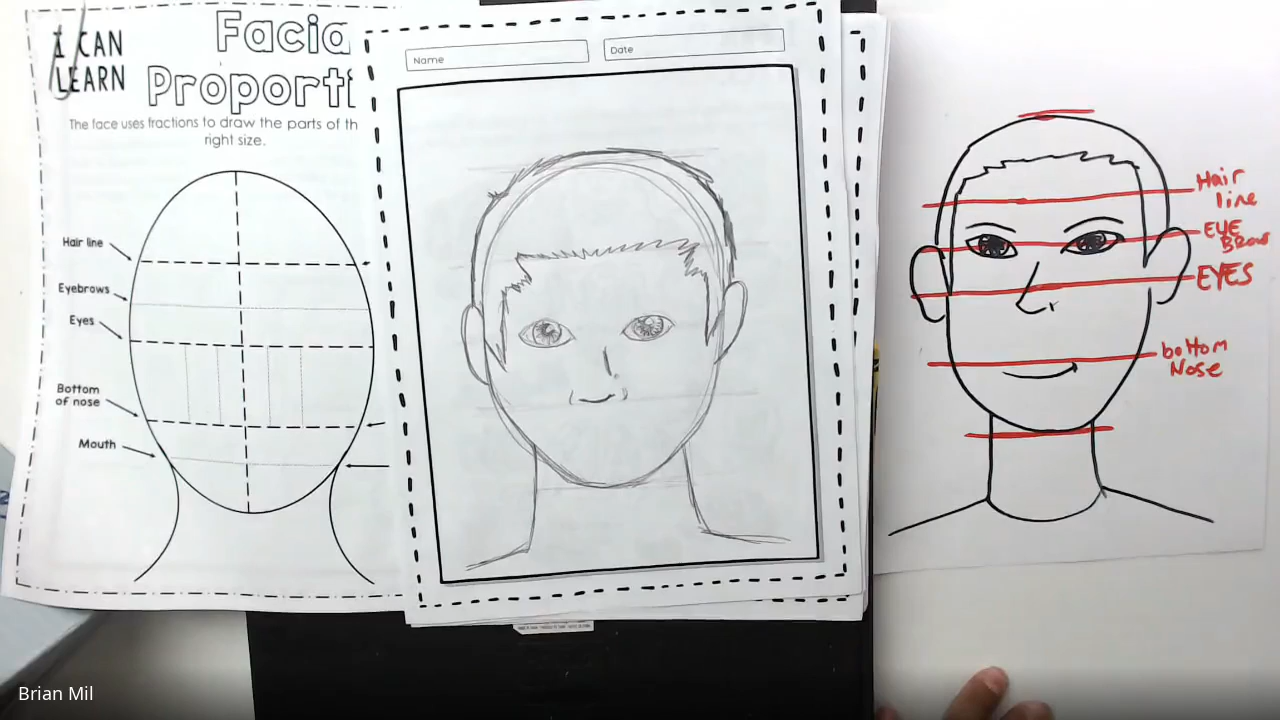 I CAN
LEARN
Facia
Proporti
The face uses fractions to draw the parts of th
right size.
Hair line
Eyebrows
Eyes
Bottom
of nose
Mouth
Name
Date
Hair
line
EYE
Brow
EYES
bottom
Nose
Brian Mil